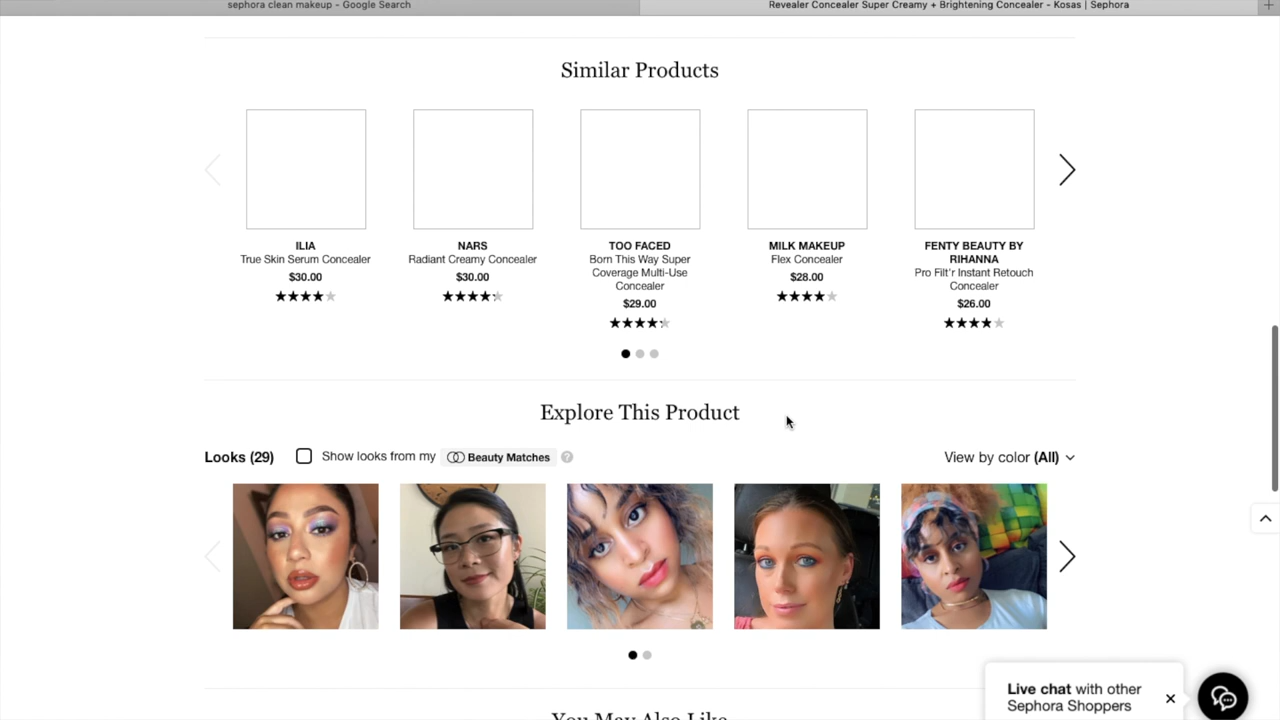 sephora clean makeup - Google Search
Revealer Concealer Super Creamy + Brightening Concealer - Kosas | Sephora
Similar Products
ILIA
True Skin Serum Concealer
$30.00
NARS
Radiant Creamy Concealer
$30.00
TOO FACED
Born This Way Super
Coverage Multi-Use
Concealer
$29.00
MILK MAKEUP
Flex Concealer
$28.00
FENTY BEAUTY BY
RIHANNA
Pro Filt'r Instant Retouch
Concealer
$26.00
Explore This Product
Looks (29)
Show looks from my
Beauty Matches
?
View by color (All)
Live chat with other
Sephora Shoppers
You May Also Like